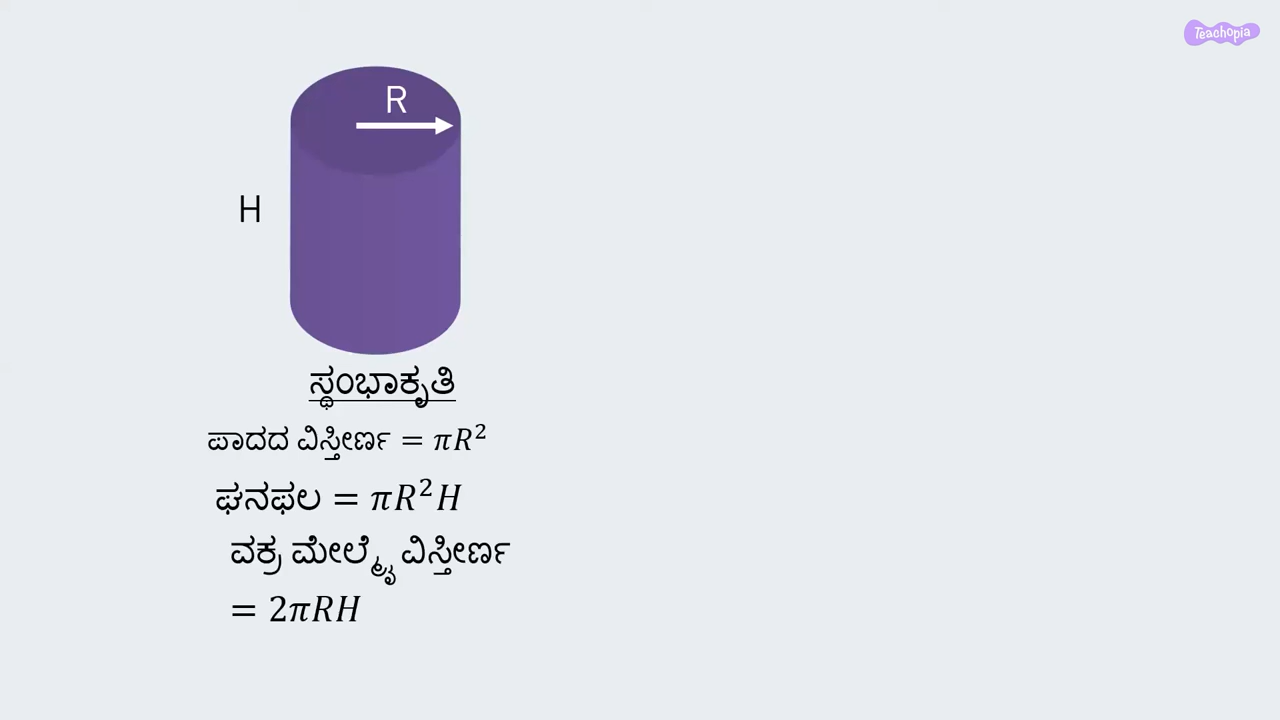 Teachopia
R
H
ಸ್ಥಂಭಾಕೃತಿ
ಪಾದದ ವಿಸ್ತೀರ್ಣ = πR²
ಘನಫಲ = πR²H
ವಕ್ರ ಮೇಲ್ಮೈ ವಿಸ್ತೀರ್ಣ
= 2πRH